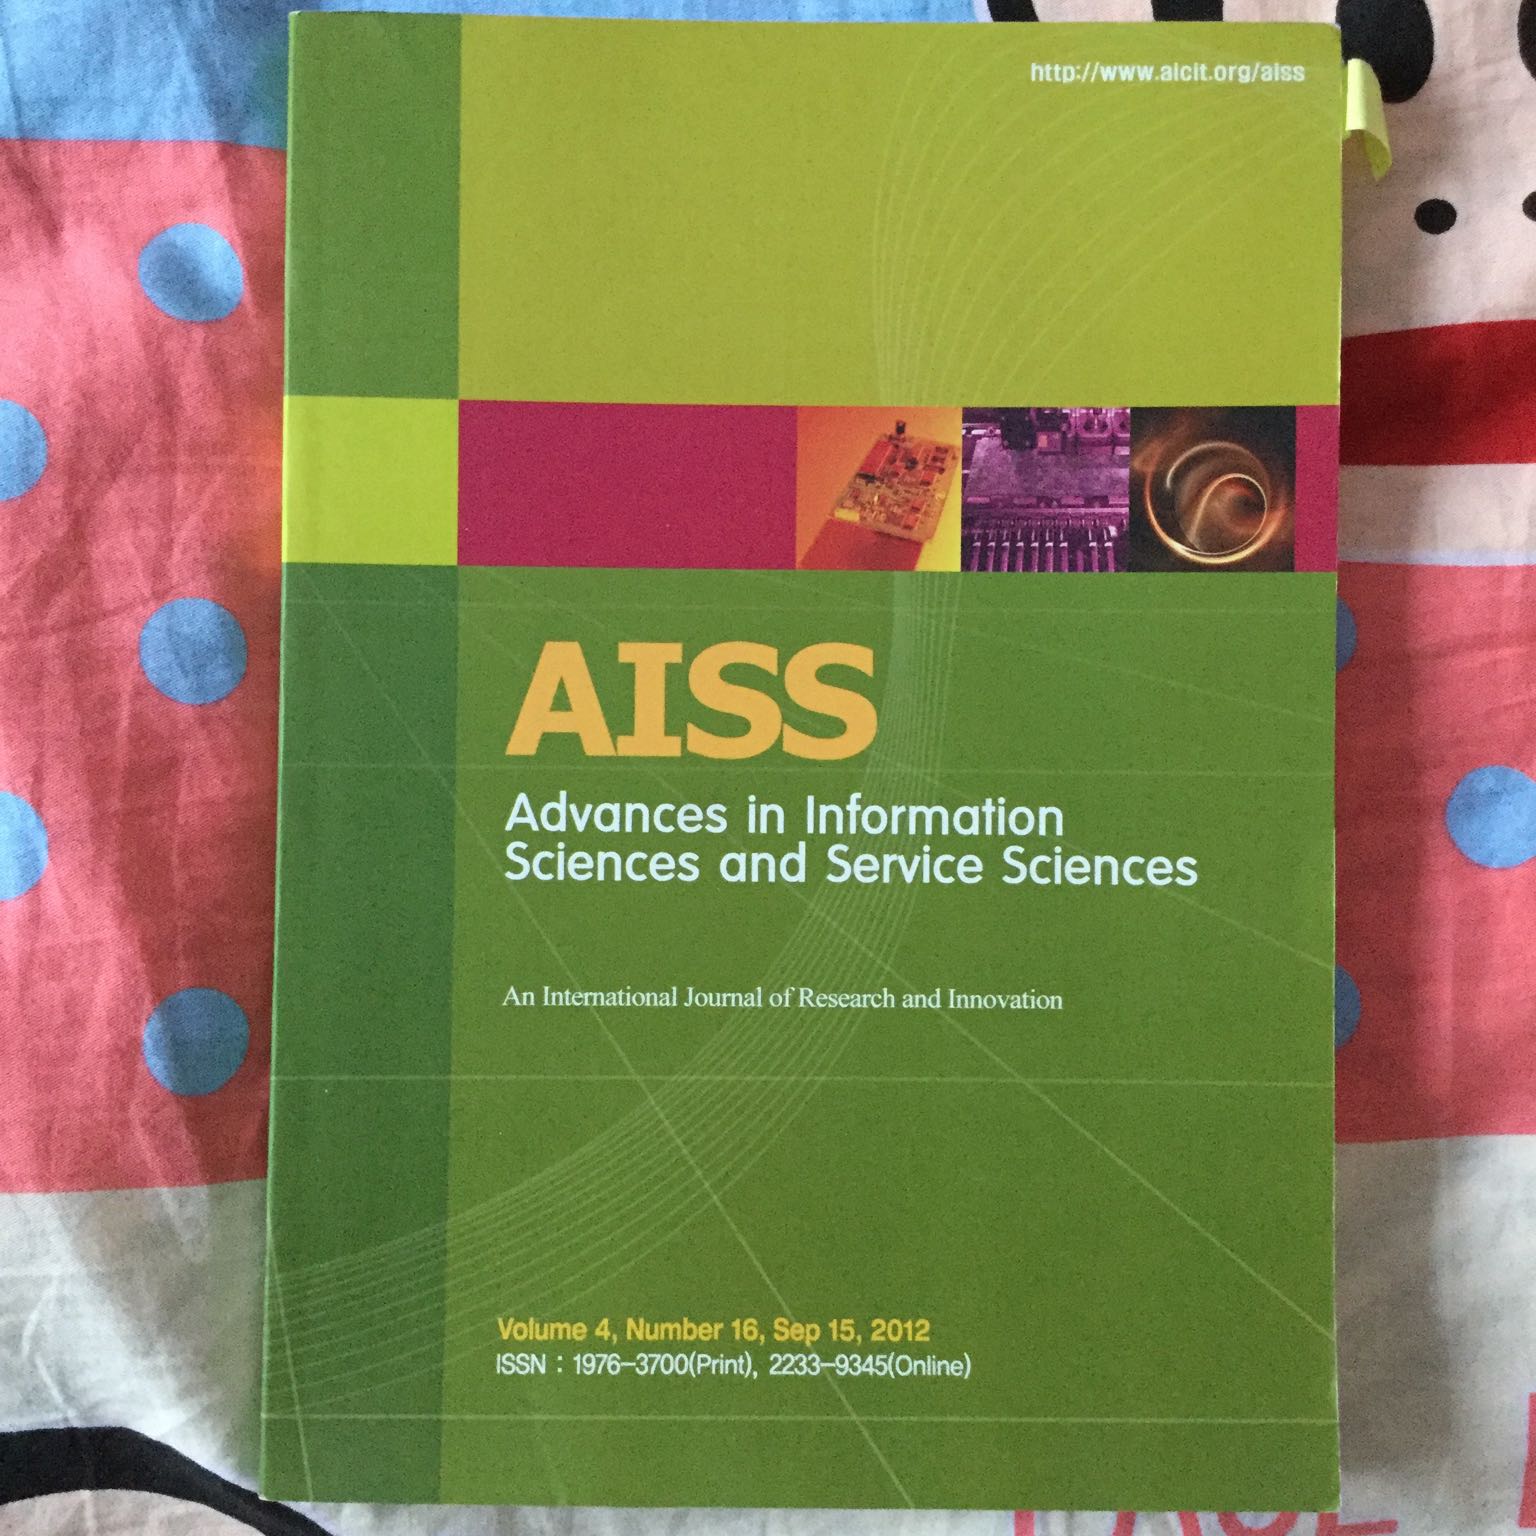 http://www.aicit.org/aiss
AISS
Advances in Information
Sciences and Service Sciences
An International Journal of Research and Innovation
Volume 4, Number 16, Sep 15, 2012
ISSN : 1976-3700(Print), 2233-9345(Online)